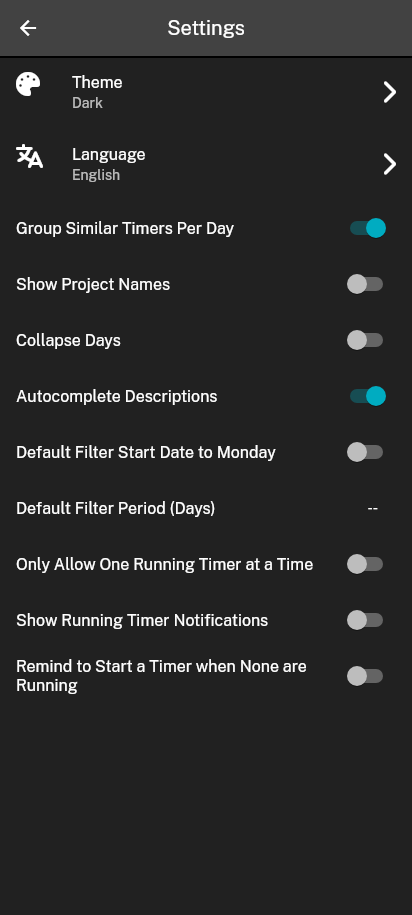 Settings
Theme
Dark
Language
English
Group Similar Timers Per Day
Show Project Names
Collapse Days
Autocomplete Descriptions
Default Filter Start Date to Monday
Default Filter Period (Days) --
Only Allow One Running Timer at a Time
Show Running Timer Notifications
Remind to Start a Timer when None are
Running